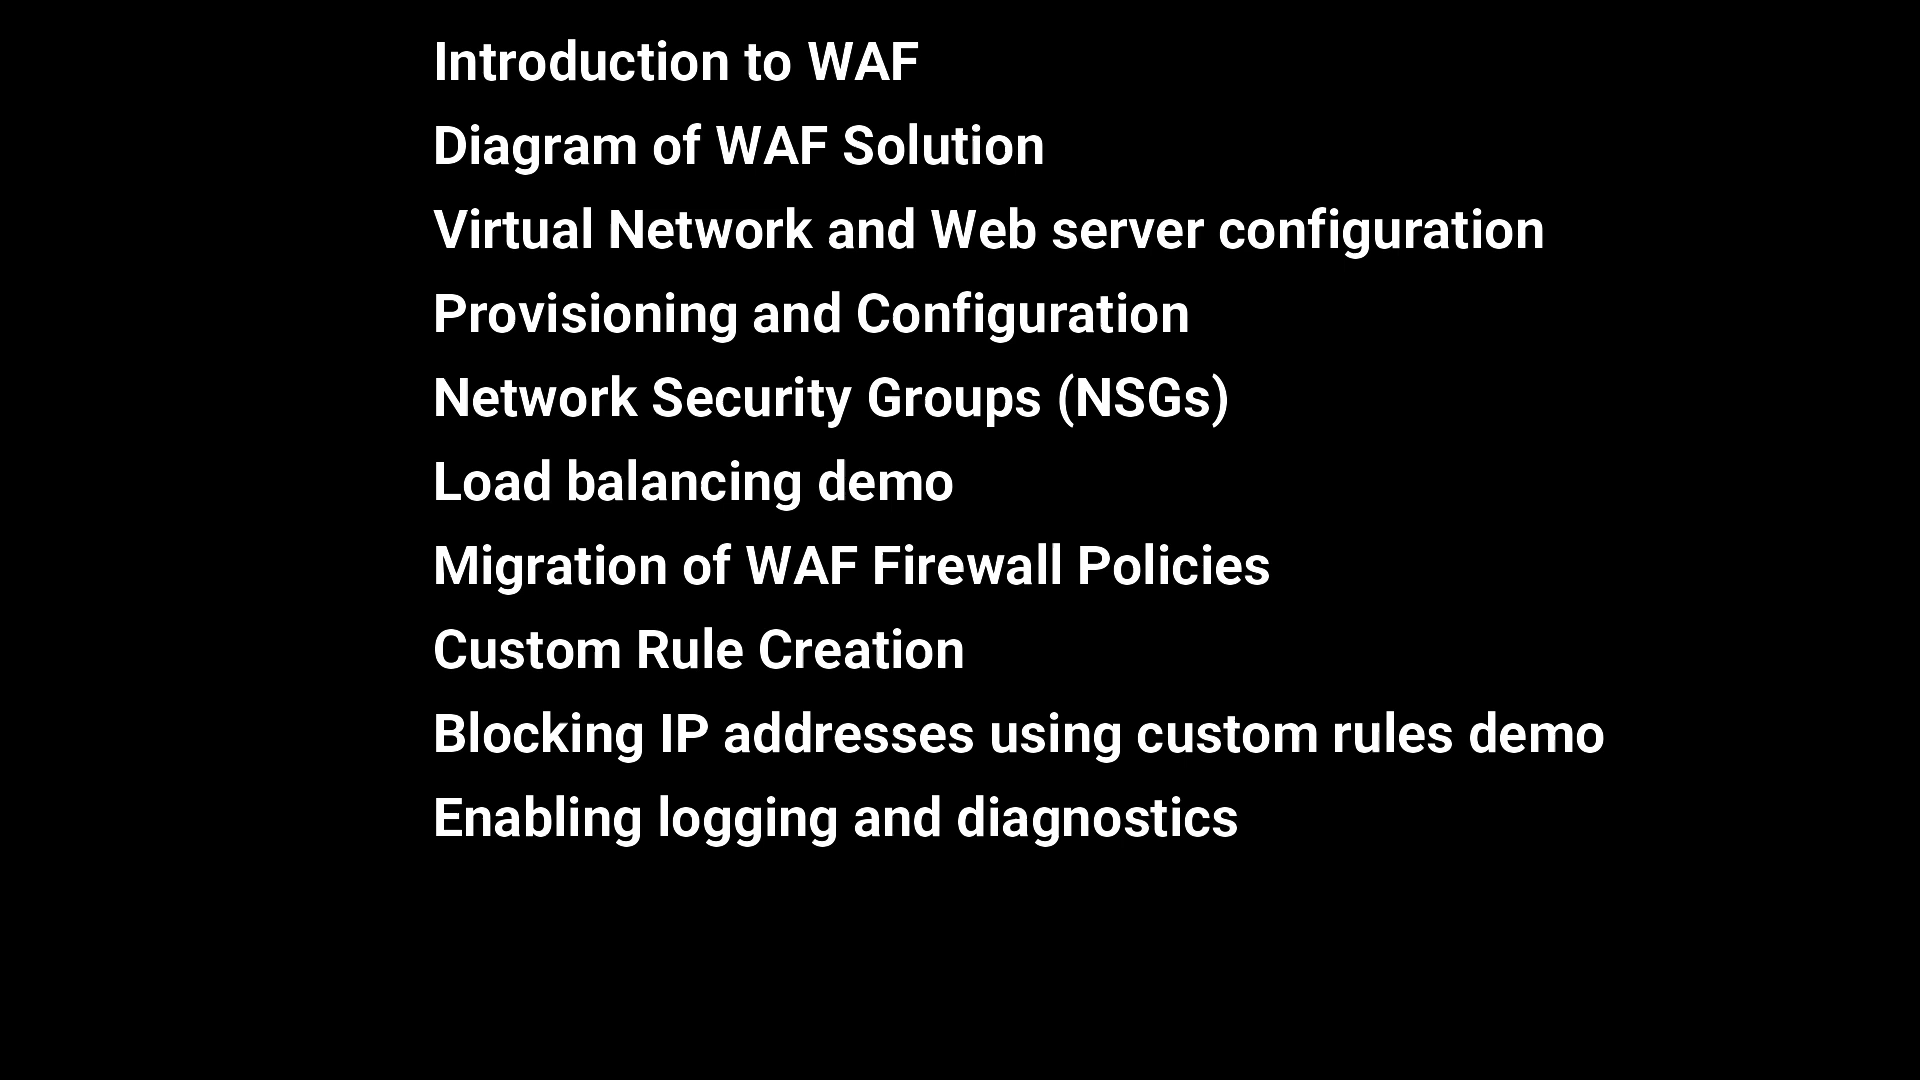 Introduction to WAF
Diagram of WAF Solution
Virtual Network and Web server configuration
Provisioning and Configuration
Network Security Groups (NSGs)
Load balancing demo
Migration of WAF Firewall Policies
Custom Rule Creation
Blocking IP addresses using custom rules demo
Enabling logging and diagnostics